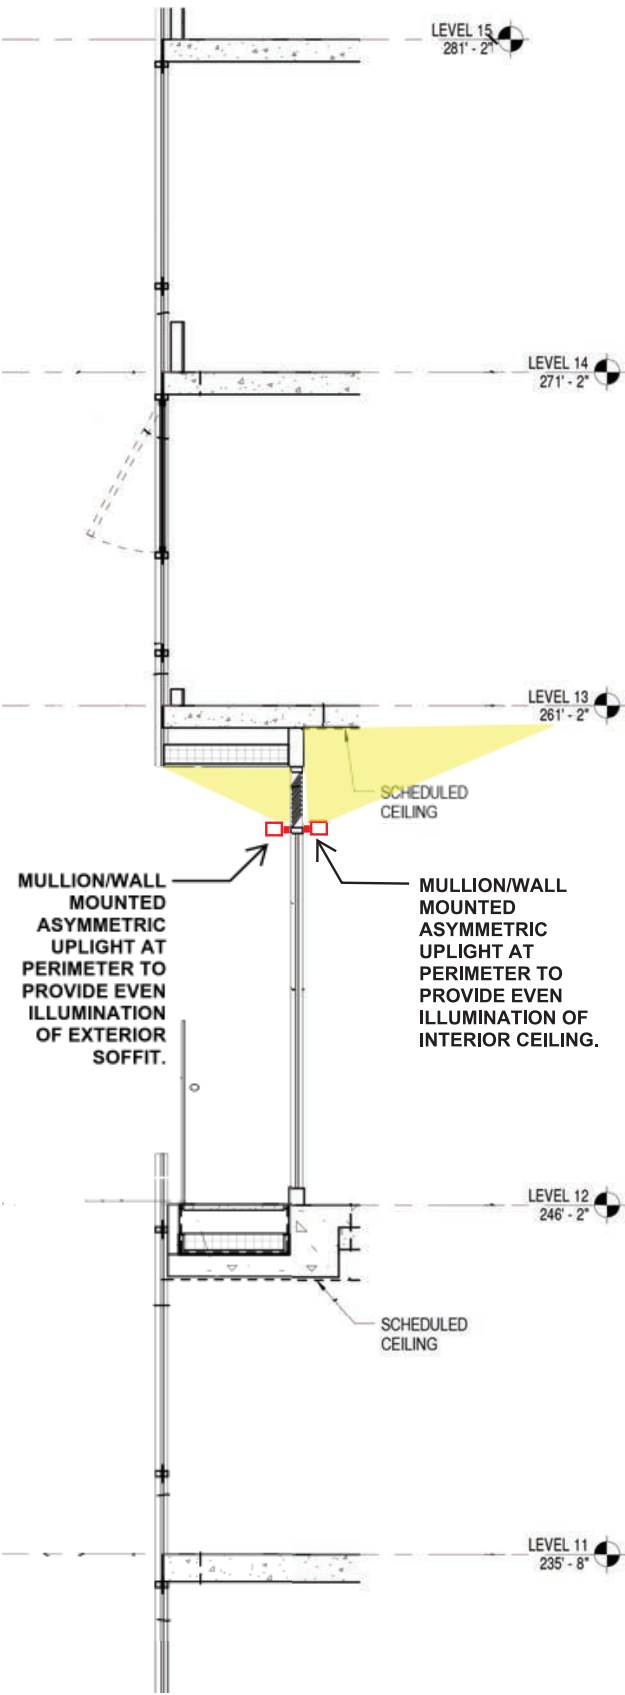 LEVEL 15
281' - 2"
LEVEL 14
271' - 2"
LEVEL 13
261' - 2"
SCHEDULED
CEILING
MULLION/WALL
MOUNTED
ASYMMETRIC
UPLIGHT AT
PERIMETER TO
PROVIDE EVEN
ILLUMINATION
OF EXTERIOR
SOFFIT.
MULLION/WALL
MOUNTED
ASYMMETRIC
UPLIGHT AT
PERIMETER TO
PROVIDE EVEN
ILLUMINATION OF
INTERIOR CEILING.
LEVEL 12
246' - 2"
SCHEDULED
CEILING
LEVEL 11
235' - 8"